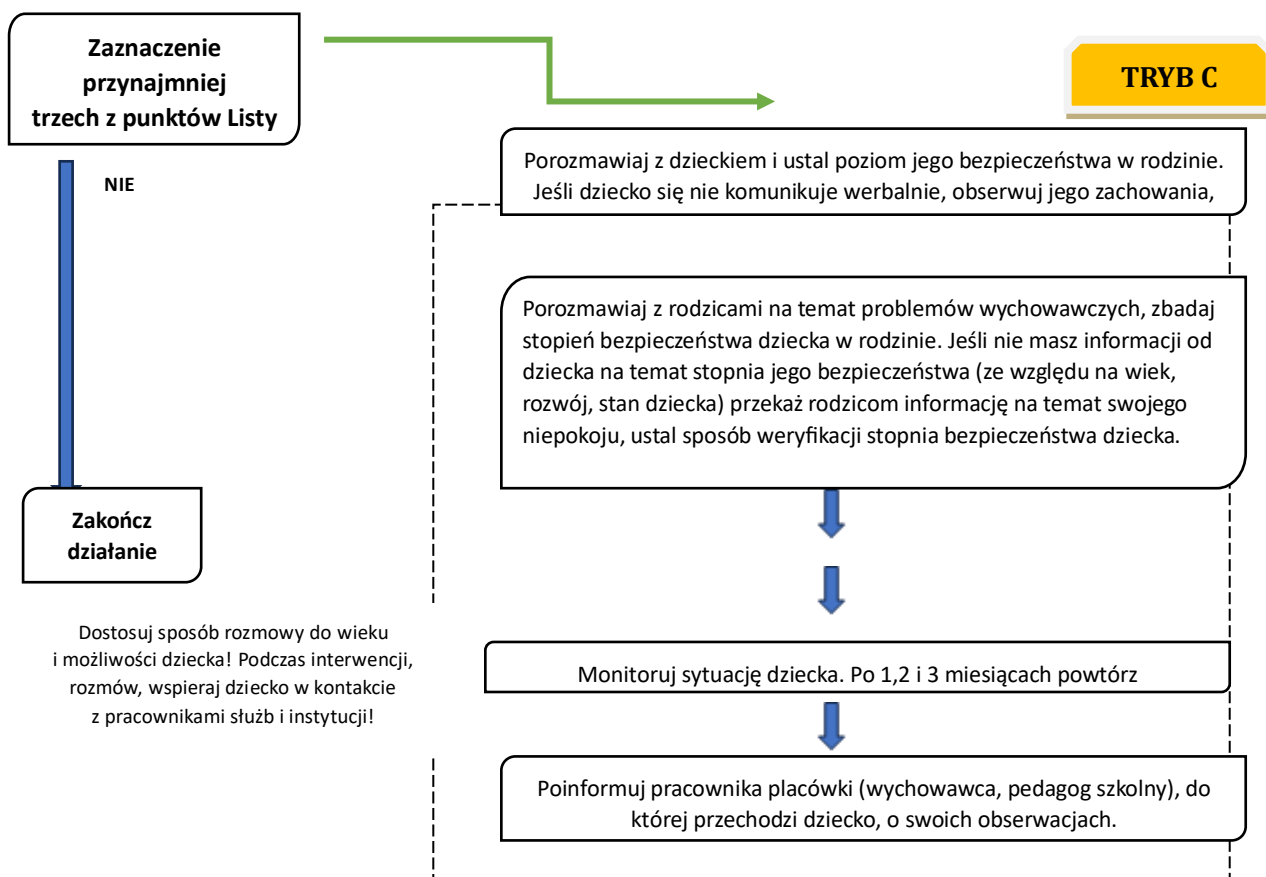 Zaznaczenie
przynajmniej
trzech z punktów Listy
TRYB C
Porozmawiaj z dzieckiem i ustal poziom jego bezpieczeństwa w rodzinie.
Jeśli dziecko się nie komunikuje werbalnie, obserwuj jego zachowania,
NIE
Porozmawiaj z rodzicami na temat problemów wychowawczych, zbadaj
stopień bezpieczeństwa dziecka w rodzinie. Jeśli nie masz informacji od
dziecka na temat stopnia jego bezpieczeństwa (ze względu na wiek,
rozwój, stan dziecka) przekaż rodzicom informację na temat swojego
niepokoju, ustal sposób weryfikacji stopnia bezpieczeństwa dziecka.
Zakończ
działanie
Dostosuj sposób rozmowy do wieku
i możliwości dziecka! Podczas interwencji,
rozmów, wspieraj dziecko w kontakcie
z pracownikami służb i instytucji!
Monitoruj sytuację dziecka. Po 1,2 i 3 miesiącach powtórz
Poinformuj pracownika placówki (wychowawca, pedagog szkolny), do
której przechodzi dziecko, o swoich obserwacjach.